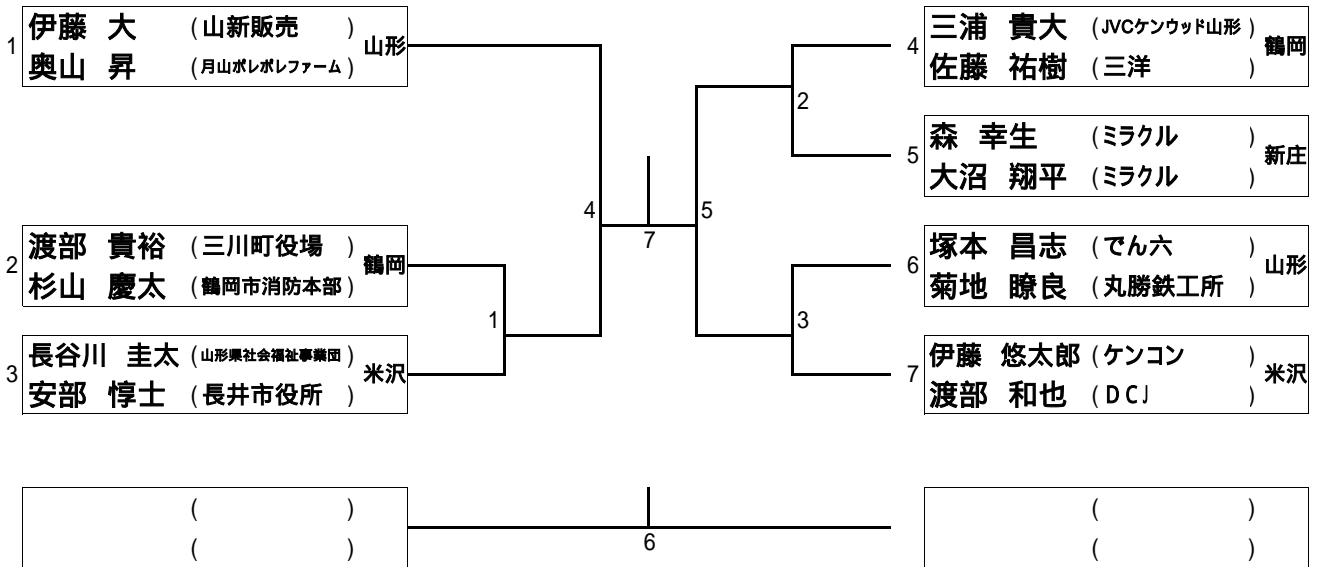 1
伊藤 大 (山新販売 )
奥山 昇 (月山ポレポレファーム)
山形
2
渡部 貴裕 (三川町役場 )
杉山 慶太 (鶴岡市消防本部)
鶴岡
3
長谷川 圭太 (山形県社会福祉事業団)
安部 惇士 (長井市役所 )
米沢
1
4
7
5
2
3
4
三浦 貴大 (JVCケンウッド山形)
佐藤 祐樹 (三洋 )
鶴岡
5
森 幸生 (ミラクル )
大沼 翔平 (ミラクル )
新庄
6
塚本 昌志 (でん六 )
菊地 瞭良 (丸勝鉄工所 )
山形
7
伊藤 悠太郎 (ケンコン )
渡部 和也 (DCJ )
米沢
( )
( )
6
( )
( )